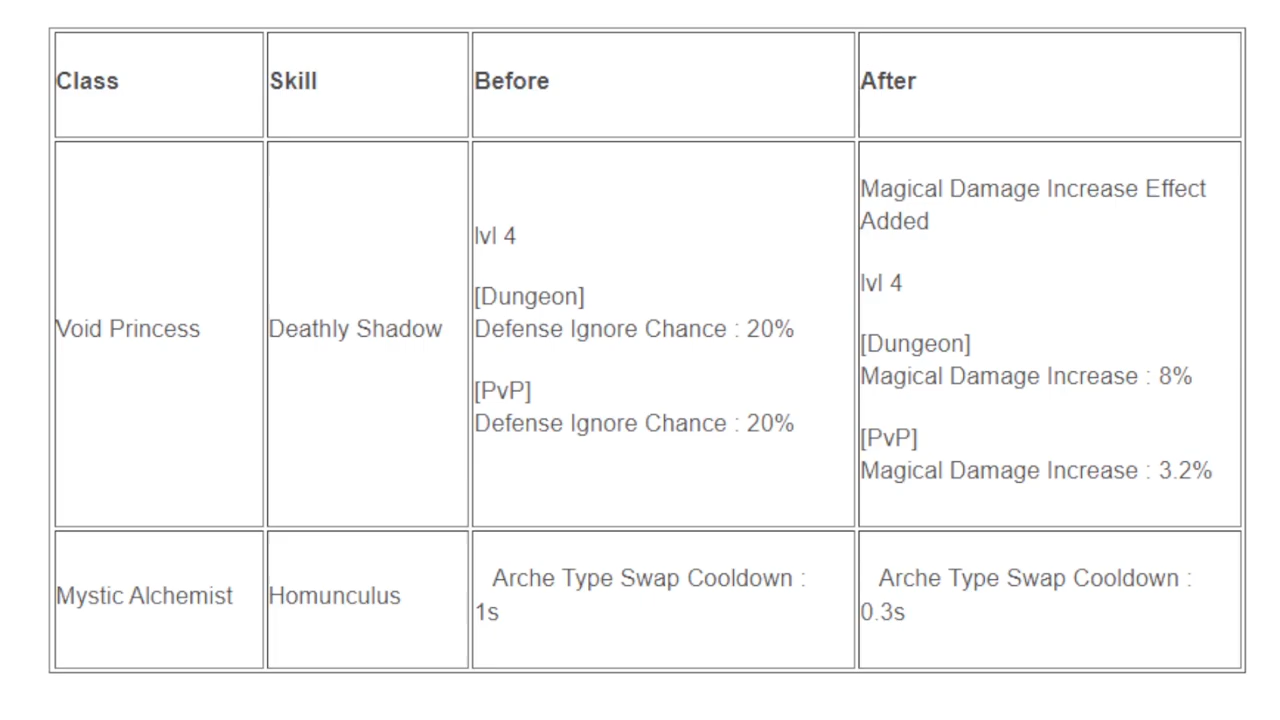 Class
Skill
Before
After
Void Princess
Deathly Shadow
lvl 4
[Dungeon]
Defense Ignore Chance : 20%
[PvP]
Defense Ignore Chance : 20%
Magical Damage Increase Effect
Added
lvl 4
[Dungeon]
Magical Damage Increase : 8%
[PvP]
Magical Damage Increase : 3.2%
Mystic Alchemist
Homunculus
Arche Type Swap Cooldown :
1s
Arche Type Swap Cooldown :
0.3s